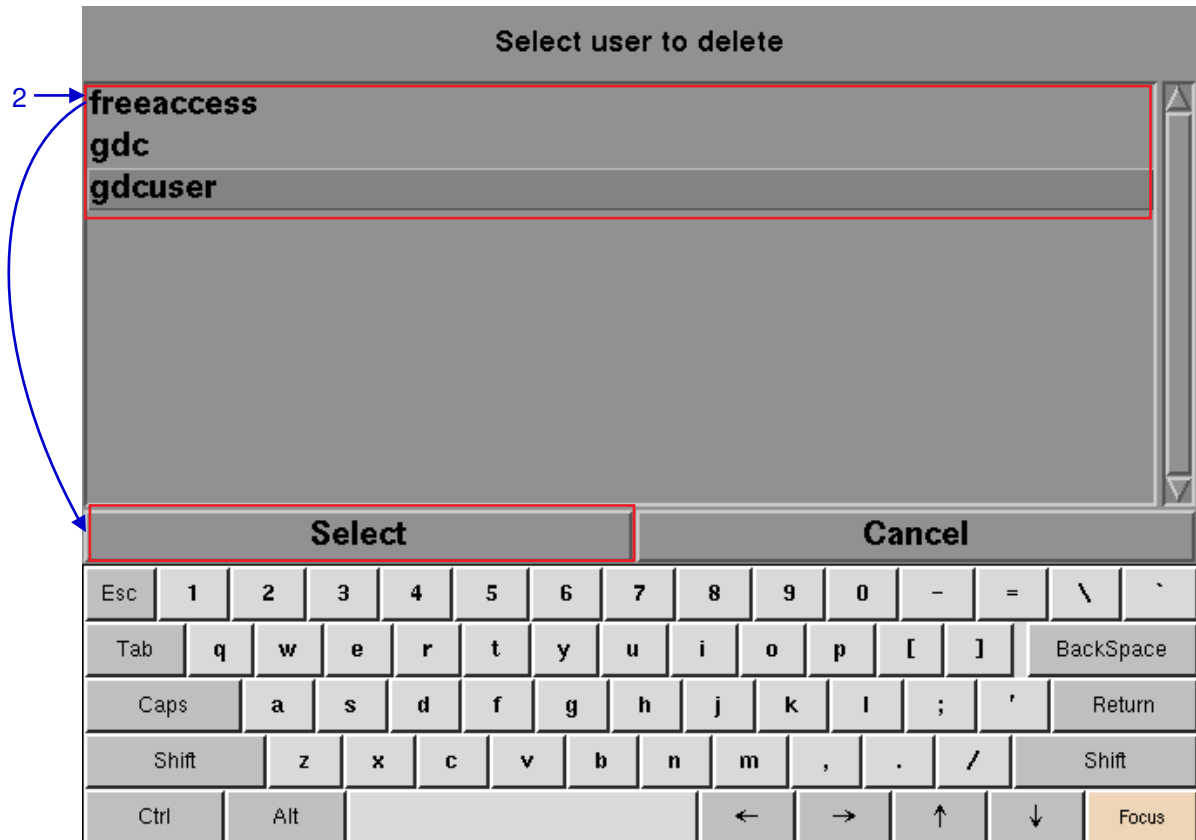 Select user to delete
2
freeaccess
gdc
gdcuser
Select Cancel
Esc 1 2 3 4 5 6 7 8 9 0 - = \ `
Tab q w e r t y u i o p [ ] BackSpace
Caps a s d f g h j k l ; ' Return
Shift z x c v b n m , . / Shift
Ctrl Alt ← → ↑ ↓ Focus